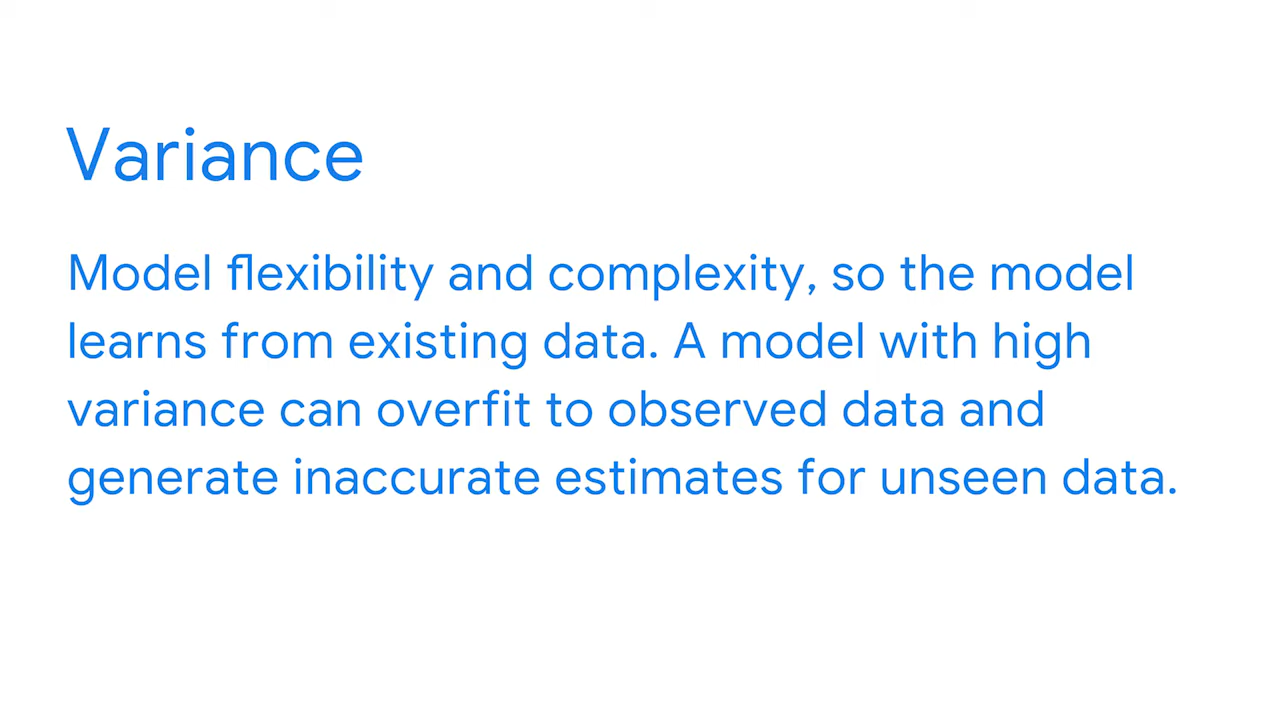 Variance
Model flexibility and complexity, so the model
learns from existing data. A model with high
variance can overfit to observed data and
generate inaccurate estimates for unseen data.